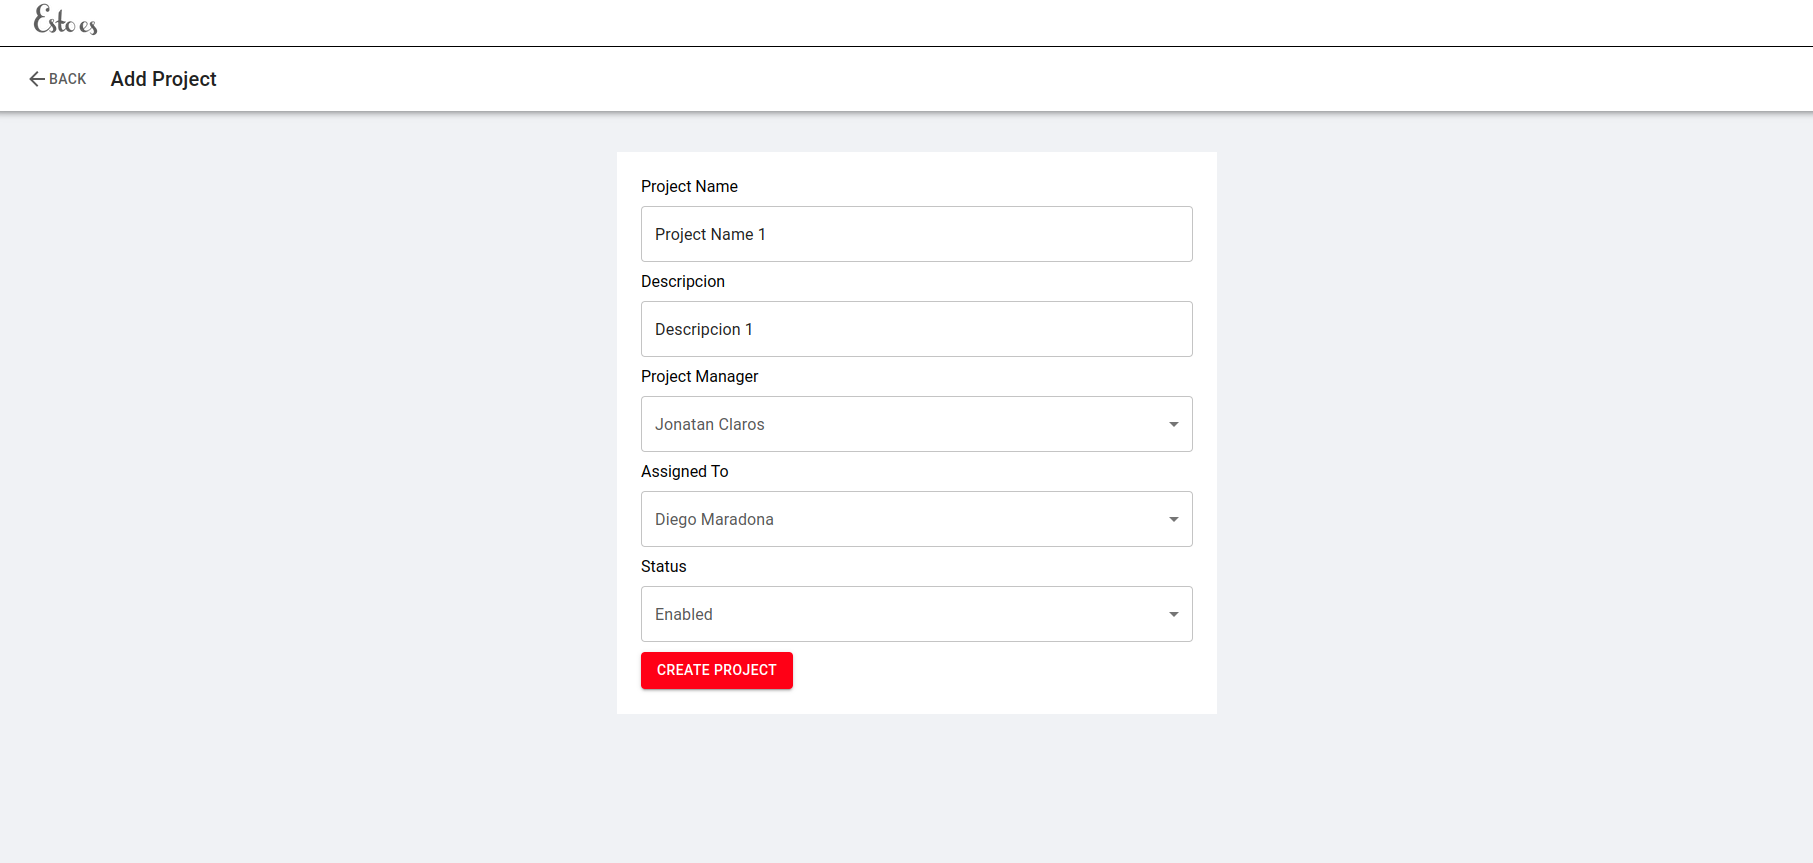 Esto es
BACK Add Project
Project Name
Project Name 1
Descripcion
Descripcion 1
Project Manager
Jonatan Claros
Assigned To
Diego Maradona
Status
Enabled
CREATE PROJECT